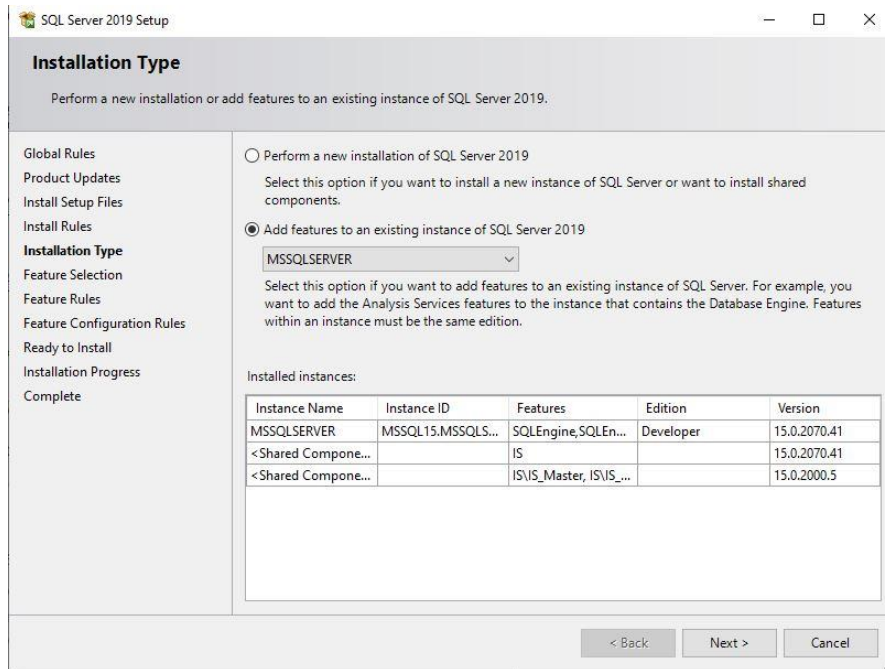 SQL Server 2019 Setup
Installation Type
Perform a new installation or add features to an existing instance of SQL Server 2019.
Global Rules
Product Updates
Install Setup Files
Install Rules
Installation Type
Feature Selection
Feature Rules
Feature Configuration Rules
Ready to Install
Installation Progress
Complete
Perform a new installation of SQL Server 2019
Select this option if you want to install a new instance of SQL Server or want to install shared
components.
Add features to an existing instance of SQL Server 2019
MSSQLSERVER
Select this option if you want to add features to an existing instance of SQL Server. For example, you
want to add the Analysis Services features to the instance that contains the Database Engine. Features
within an instance must be the same edition.
Installed instances:
Instance Name Instance ID Features Edition Version
MSSQLSERVER MSSQL15.MSSQLS... SQLEngine,SQLEn... Developer 15.0.2070.41
<Shared Compone... IS 15.0.2070.41
<Shared Compone... IS\IS_Master, IS\IS_... 15.0.2000.5
< Back Next > Cancel